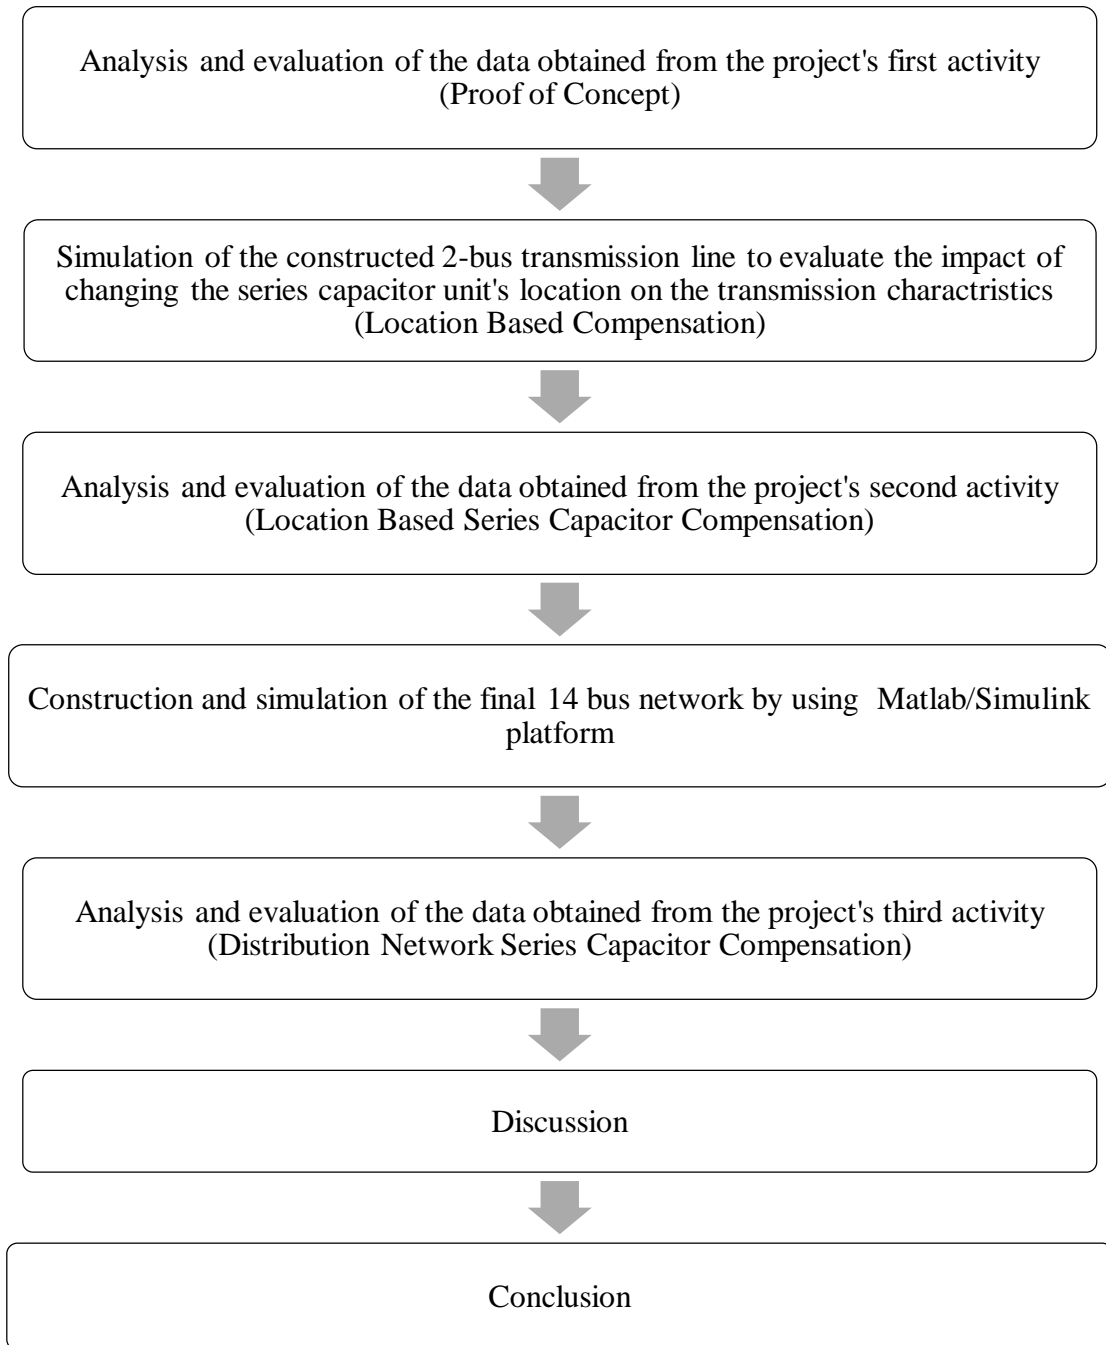 Analysis and evaluation of the data obtained from the project's first activity
(Proof of Concept)
Simulation of the constructed 2-bus transmission line to evaluate the impact of
changing the series capacitor unit's location on the transmission charactristics
(Location Based Compensation)
Analysis and evaluation of the data obtained from the project's second activity
(Location Based Series Capacitor Compensation)
Construction and simulation of the final 14 bus network by using Matlab/Simulink
platform
Analysis and evaluation of the data obtained from the project's third activity
(Distribution Network Series Capacitor Compensation)
Discussion
Conclusion